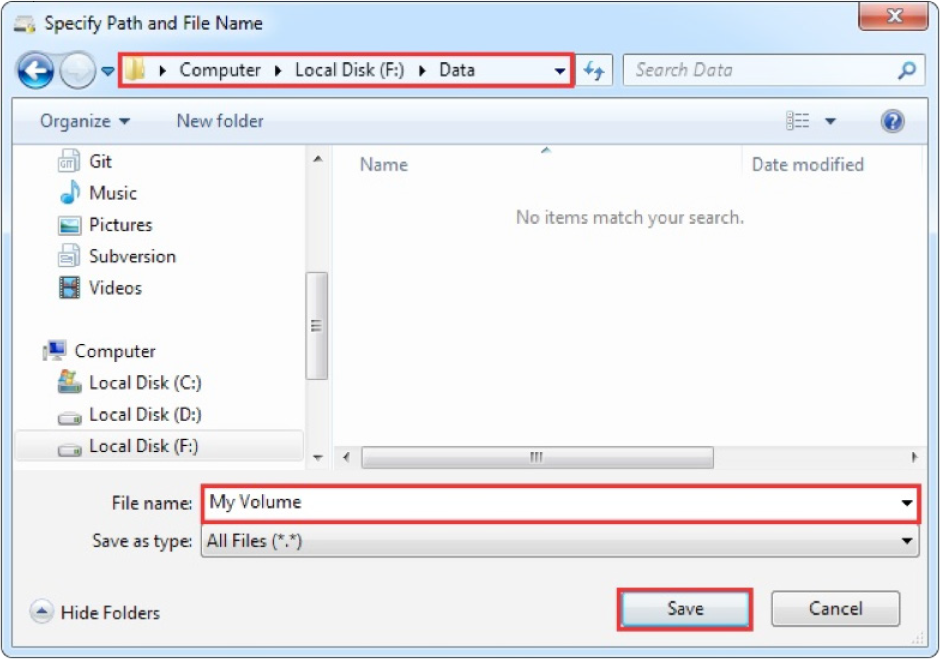 Specify Path and File Name
Computer Local Disk (F:) Data Search Data
Organize New folder
Git
Music
Pictures
Subversion
Videos
Computer
Local Disk (C:)
Local Disk (D:)
Local Disk (F:)
Name Date modified
No items match your search.
File name: My Volume
Save as type: All Files (*.*)
Hide Folders Save Cancel